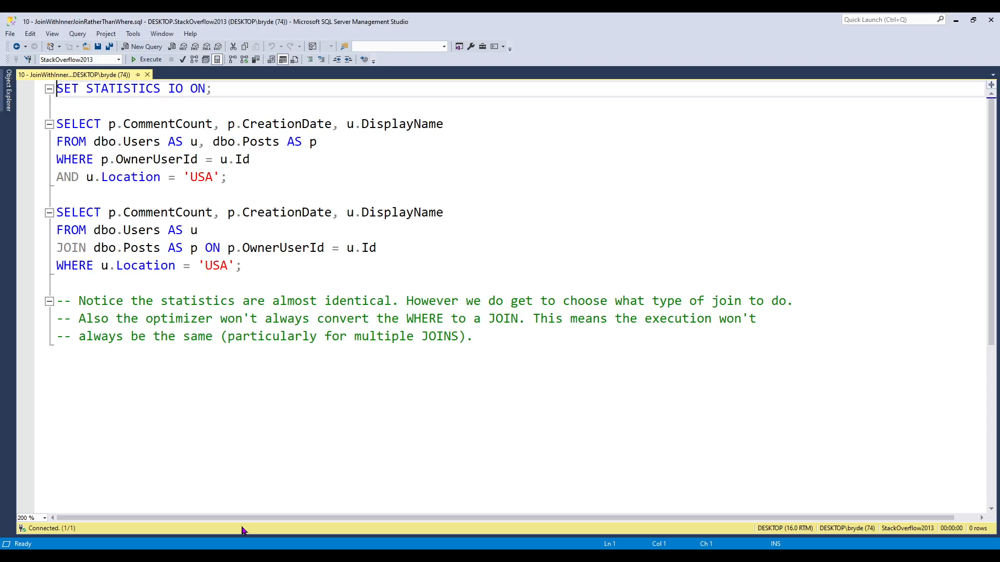 10 - JoinWithInnerJoinRatherThanWhere.sql - DESKTOP.StackOverflow2013 (DESKTOP\bryde (74)) - Microsoft SQL Server Management Studio
Quick Launch (Ctrl+Q)
File Edit View Query Project Tools Window Help
New Query
MDX DMX XMLA DAX
StackOverflow2013
Execute
Object Explorer
10 - JoinWithInner...DESKTOP\bryde (74))
SET STATISTICS IO ON;
SELECT p.CommentCount, p.CreationDate, u.DisplayName
FROM dbo.Users AS u, dbo.Posts AS p
WHERE p.OwnerUserId = u.Id
AND u.Location = 'USA';
SELECT p.CommentCount, p.CreationDate, u.DisplayName
FROM dbo.Users AS u
JOIN dbo.Posts AS p ON p.OwnerUserId = u.Id
WHERE u.Location = 'USA';
-- Notice the statistics are almost identical. However we do get to choose what type of join to do.
-- Also the optimizer won't always convert the WHERE to a JOIN. This means the execution won't
-- always be the same (particularly for multiple JOINS).
200 %
Connected. (1/1)
DESKTOP (16.0 RTM) DESKTOP\bryde (74) StackOverflow2013 00:00:00 0 rows
Ready
Ln 1 Col 1 Ch 1 INS